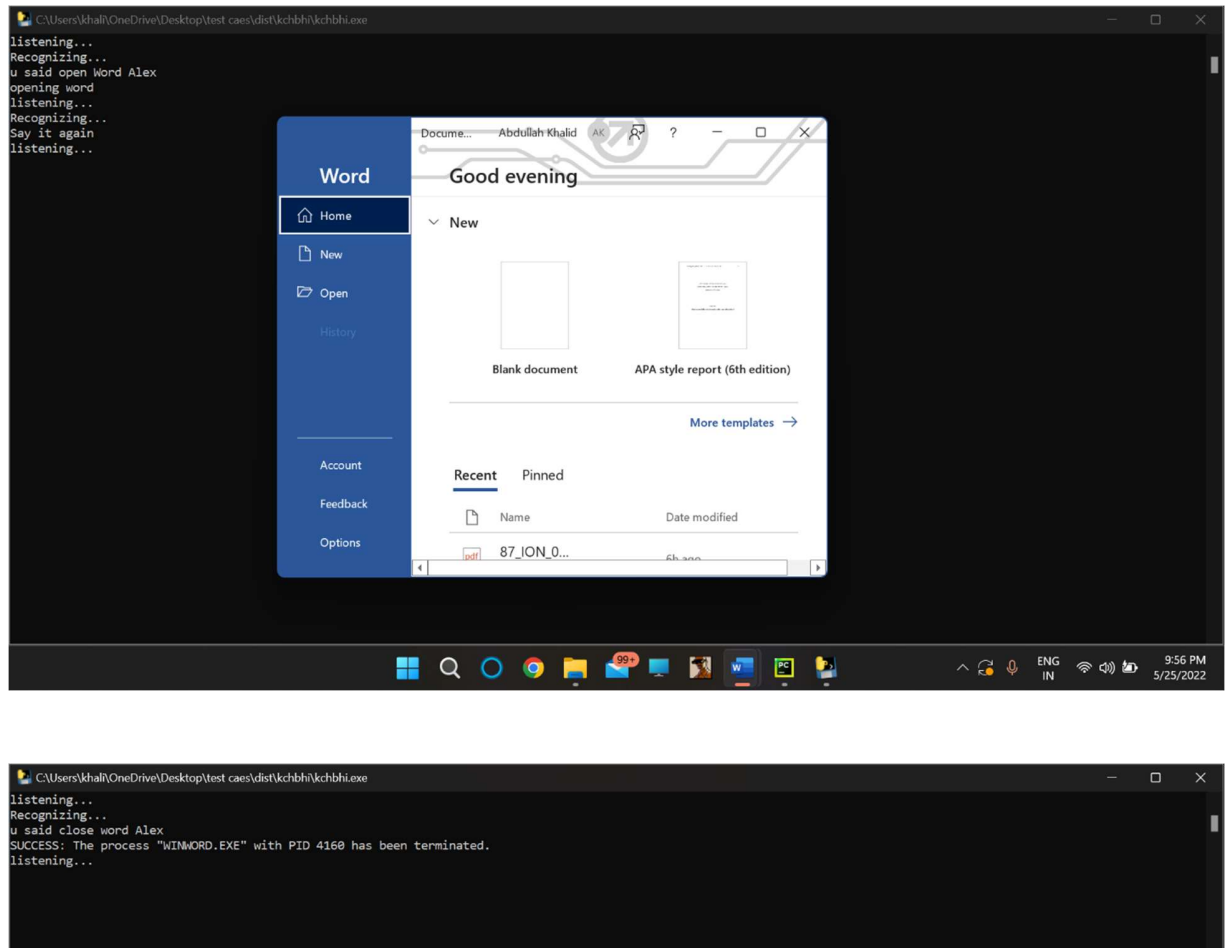 C:\Users\khali\OneDrive\Desktop\test caes\dist\kchbhi\kchbhi.exe
listening...
Recognizing...
u said open Word Alex
opening word
listening...
Recognizing...
Say it again
listening...
Docume... Abdullah Khalid AK ?
Word
Good evening
Home
New
New
Open
History
Blank document
APA style report (6th edition)
More templates
Account
Recent Pinned
Feedback
Name Date modified
Options
pdf 87_ION_0... 6h ago
99+
W
PC
ENG
IN
9:56 PM
5/25/2022
C:\Users\khali\OneDrive\Desktop\test caes\dist\kchbhi\kchbhi.exe
listening...
Recognizing...
u said close word Alex
SUCCESS: The process "WINWORD.EXE" with PID 4160 has been terminated.
listening...